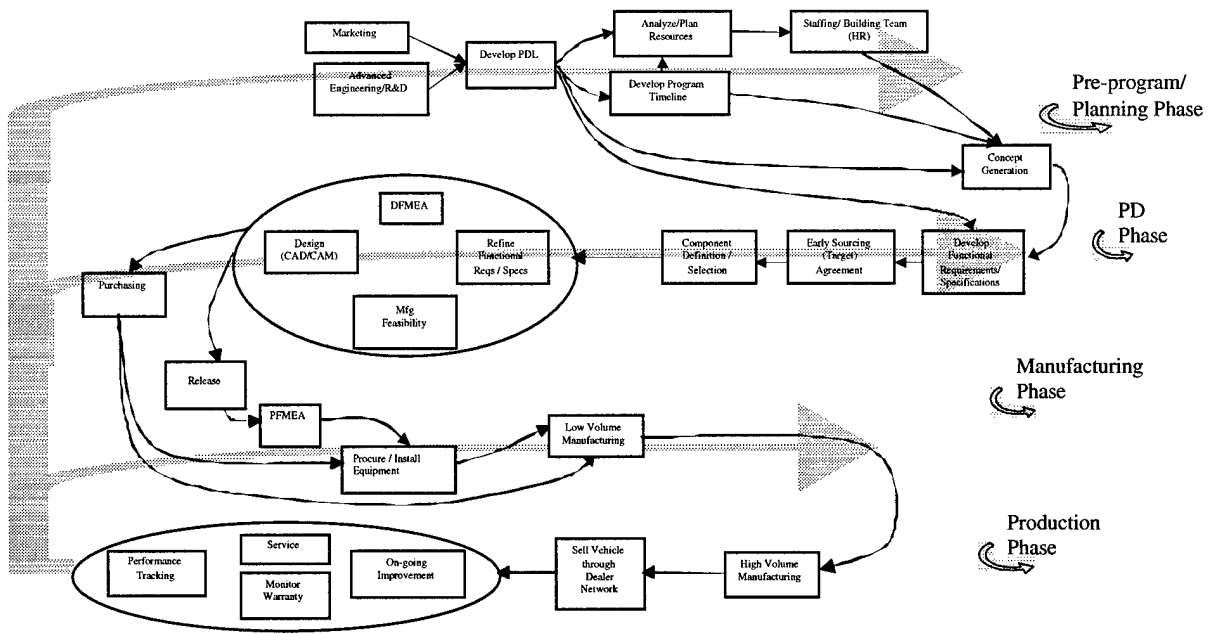 Marketing
Advanced
Engineering/R&D
Develop PDL
Analyze/Plan
Resources
Staffing/ Building Team
(HR)
Develop Program
Timeline
Pre-program/
Planning Phase
Concept
Generation
DFMEA
Design
(CAD/CAM)
Refine
Functional
Reqs / Specs
Mfg
Feasibility
Component
Definition /
Selection
Early Sourcing
(Target)
Agreement
Develop
Functional
Requirements/
Specifications
PD
Phase
Purchasing
Release
PFMEA
Procure / Install
Equipment
Low Volume
Manufacturing
Manufacturing
Phase
Performance
Tracking
Service
Monitor
Warranty
On-going
Improvement
Sell Vehicle
through
Dealer
Network
High Volume
Manufacturing
Production
Phase